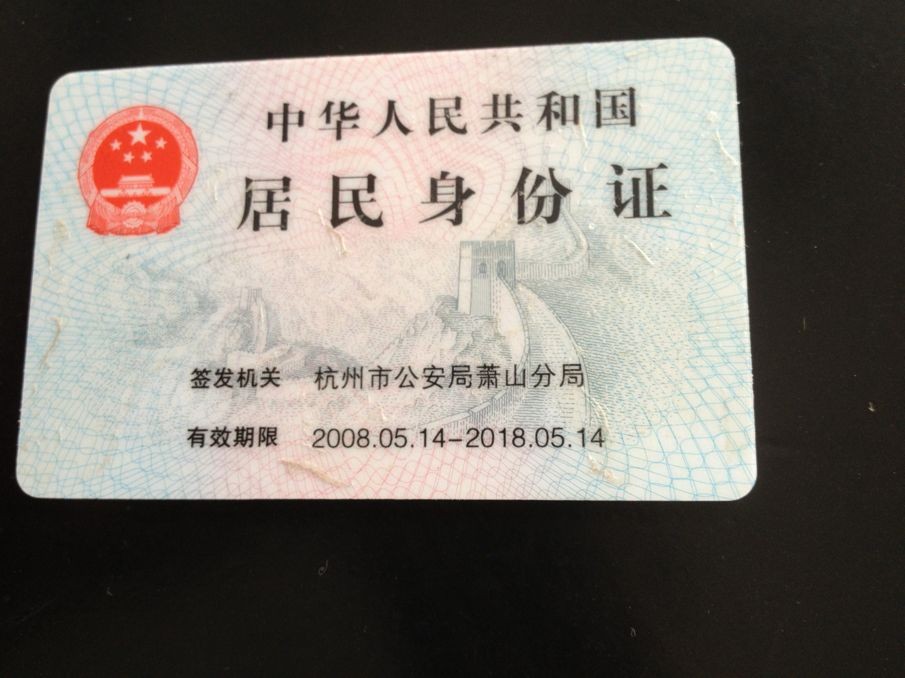 中华人民共和国
居民身份证
签发机关 杭州市公安局萧山分局
有效期限 2008.05.14-2018.05.14